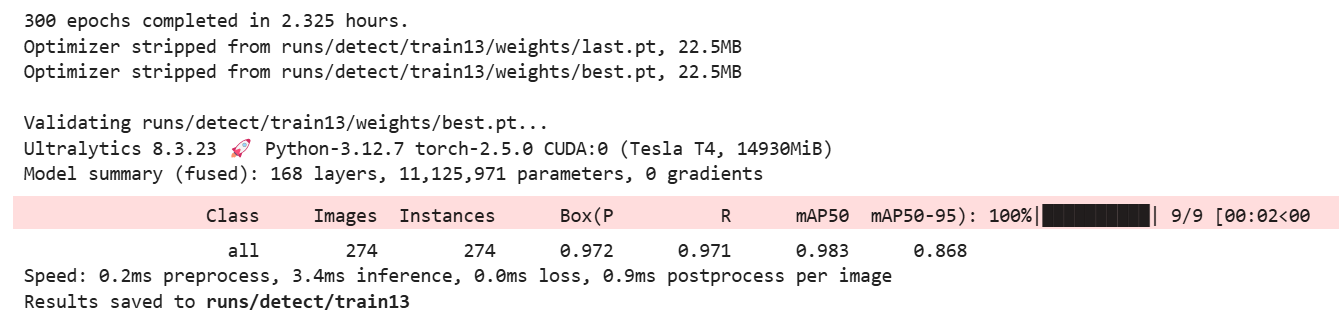 300 epochs completed in 2.325 hours.
Optimizer stripped from runs/detect/train13/weights/last.pt, 22.5MB
Optimizer stripped from runs/detect/train13/weights/best.pt, 22.5MB
Validating runs/detect/train13/weights/best.pt...
Ultralytics 8.3.23 🚀 Python-3.12.7 torch-2.5.0 CUDA:0 (Tesla T4, 14930MiB)
Model summary (fused): 168 layers, 11,125,971 parameters, 0 gradients
Class Images Instances Box(P R mAP50 mAP50-95): 100%|██████████| 9/9 [00:02<00
all 274 274 0.972 0.971 0.983 0.868
Speed: 0.2ms preprocess, 3.4ms inference, 0.0ms loss, 0.9ms postprocess per image
Results saved to runs/detect/train13